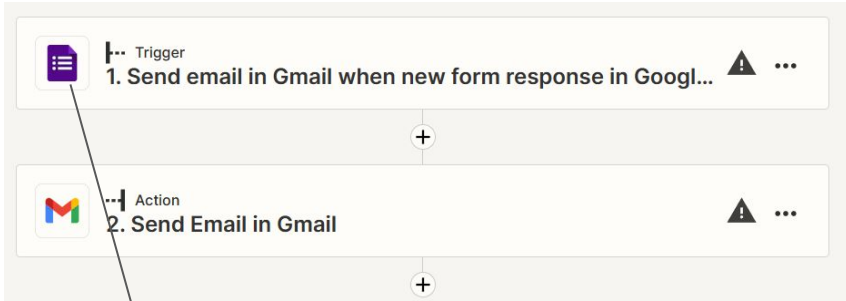 Trigger
1. Send email in Gmail when new form response in Googl...
Action
2. Send Email in Gmail